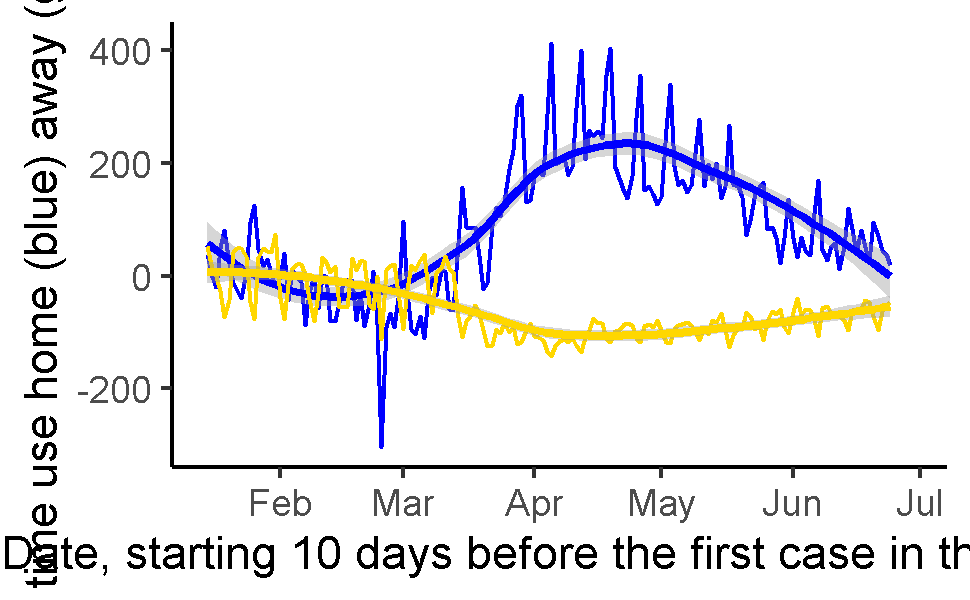 time use home (blue) away (
400
200
0
-200
Feb Mar Apr May Jun Jul
Date, starting 10 days before the first case in th